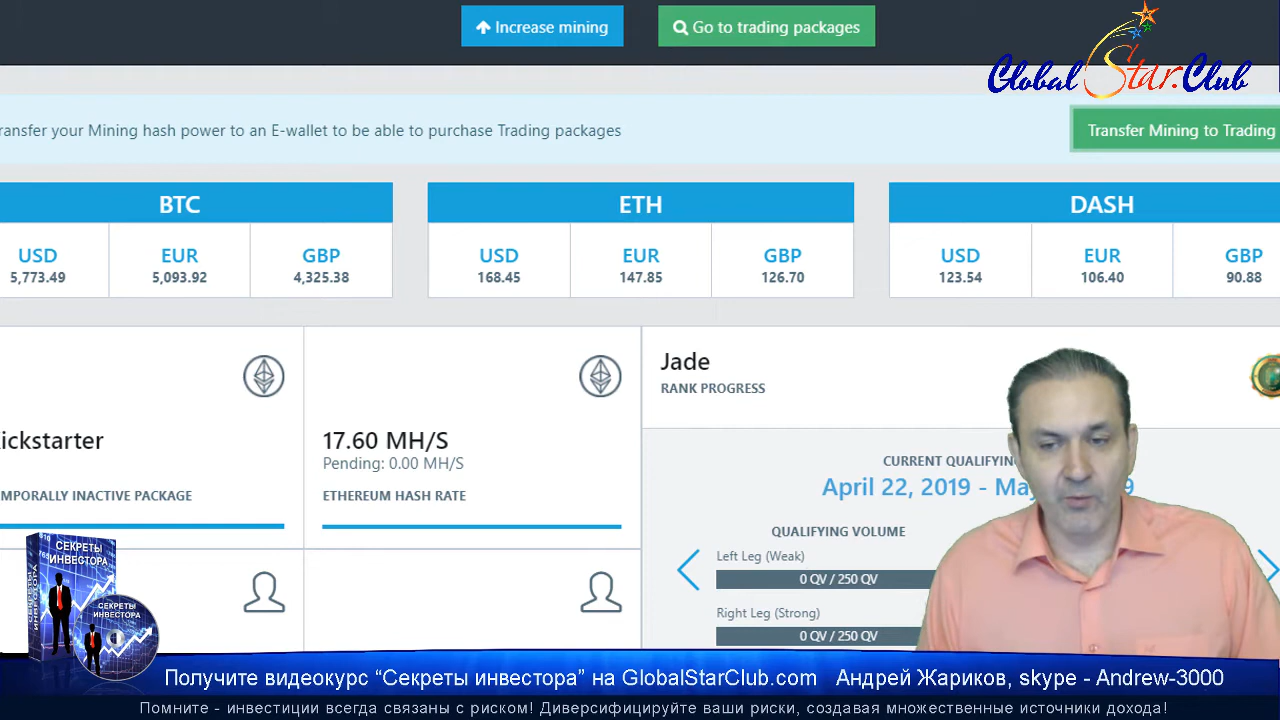 Increase mining
Go to trading packages
Global Star.Club
ransfer your Mining hash power to an E-wallet to be able to purchase Trading packages
Transfer Mining to Trading
BTC
ETH
DASH
USD EUR GBP
5,773.49 5,093.92 4,325.38
USD EUR GBP
168.45 147.85 126.70
USD EUR GBP
123.54 106.40 90.88
ickstarter
MPORALLY INACTIVE PACKAGE
17.60 MH/S
Pending: 0.00 MH/S
ETHEREUM HASH RATE
Jade
RANK PROGRESS
CURRENT QUALIFYIN
April 22, 2019 - Ma 9
QUALIFYING VOLUME
Left Leg (Weak)
0 QV / 250 QV
Right Leg (Strong)
0 QV / 250 QV
СЕКРЕТЫ
ИНВЕСТОРА
СЕКРЕТЫ
ИНВЕСТОРА
Получите видеокурс “Секреты инвестора” на GlobalStarClub.com Андрей Жариков, skype - Andrew-3000
Помните - инвестиции всегда связаны с риском! Диверсифицируйте ваши риски, создавая множественные источники дохода!